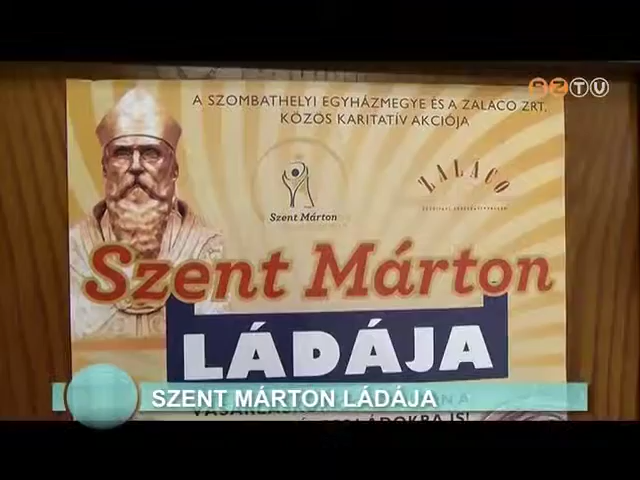 SZTV
A SZOMBATHELYI EGYHÁZMEGYE ÉS A ZALACO ZRT.
KÖZÖS KARITATÍV AKCIÓJA
ZALACO
Szent Márton
Szent Márton
LÁDÁJA
SZENT MÁRTON LÁDÁJA